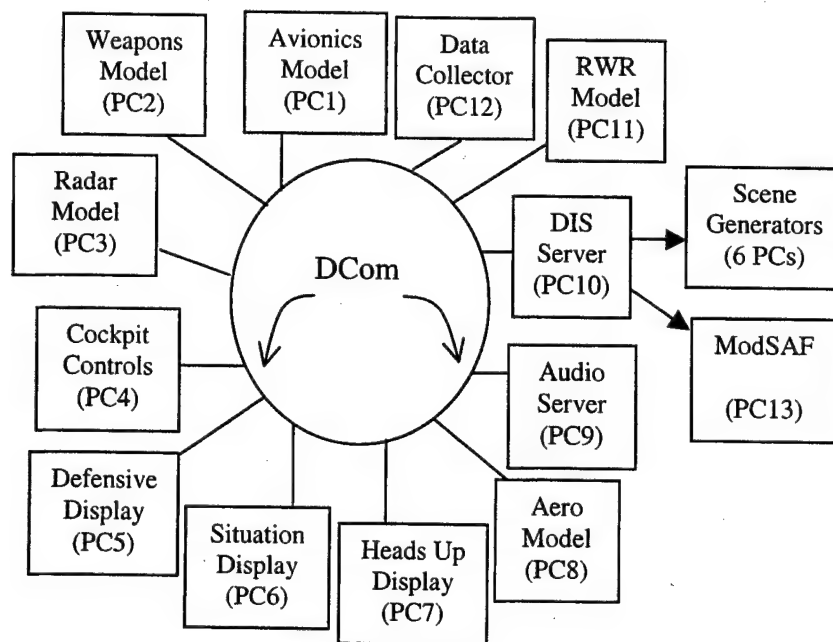 Weapons
Model
(PC2)
Avionics
Model
(PC1)
Data
Collector
(PC12)
RWR
Model
(PC11)
Radar
Model
(PC3)
DIS
Server
(PC10)
Scene
Generators
(6 PCs)
DCom
Cockpit
Controls
(PC4)
Audio
Server
(PC9)
ModSAF
(PC13)
Defensive
Display
(PC5)
Situation
Display
(PC6)
Heads Up
Display
(PC7)
Aero
Model
(PC8)